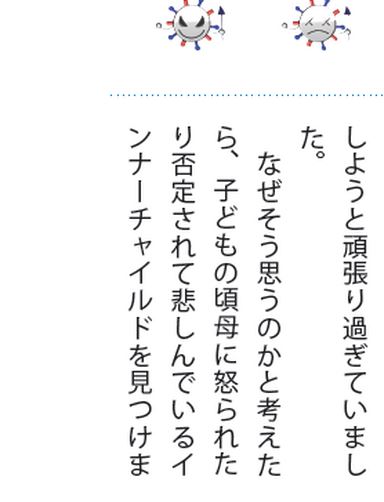 しようと頑張り過ぎていまし
た。
なぜそう思うのかと考えた
ら、子どもの頃母に怒られた
り否定されて悲しんでいるイ
ンナーチャイルドを見つけま